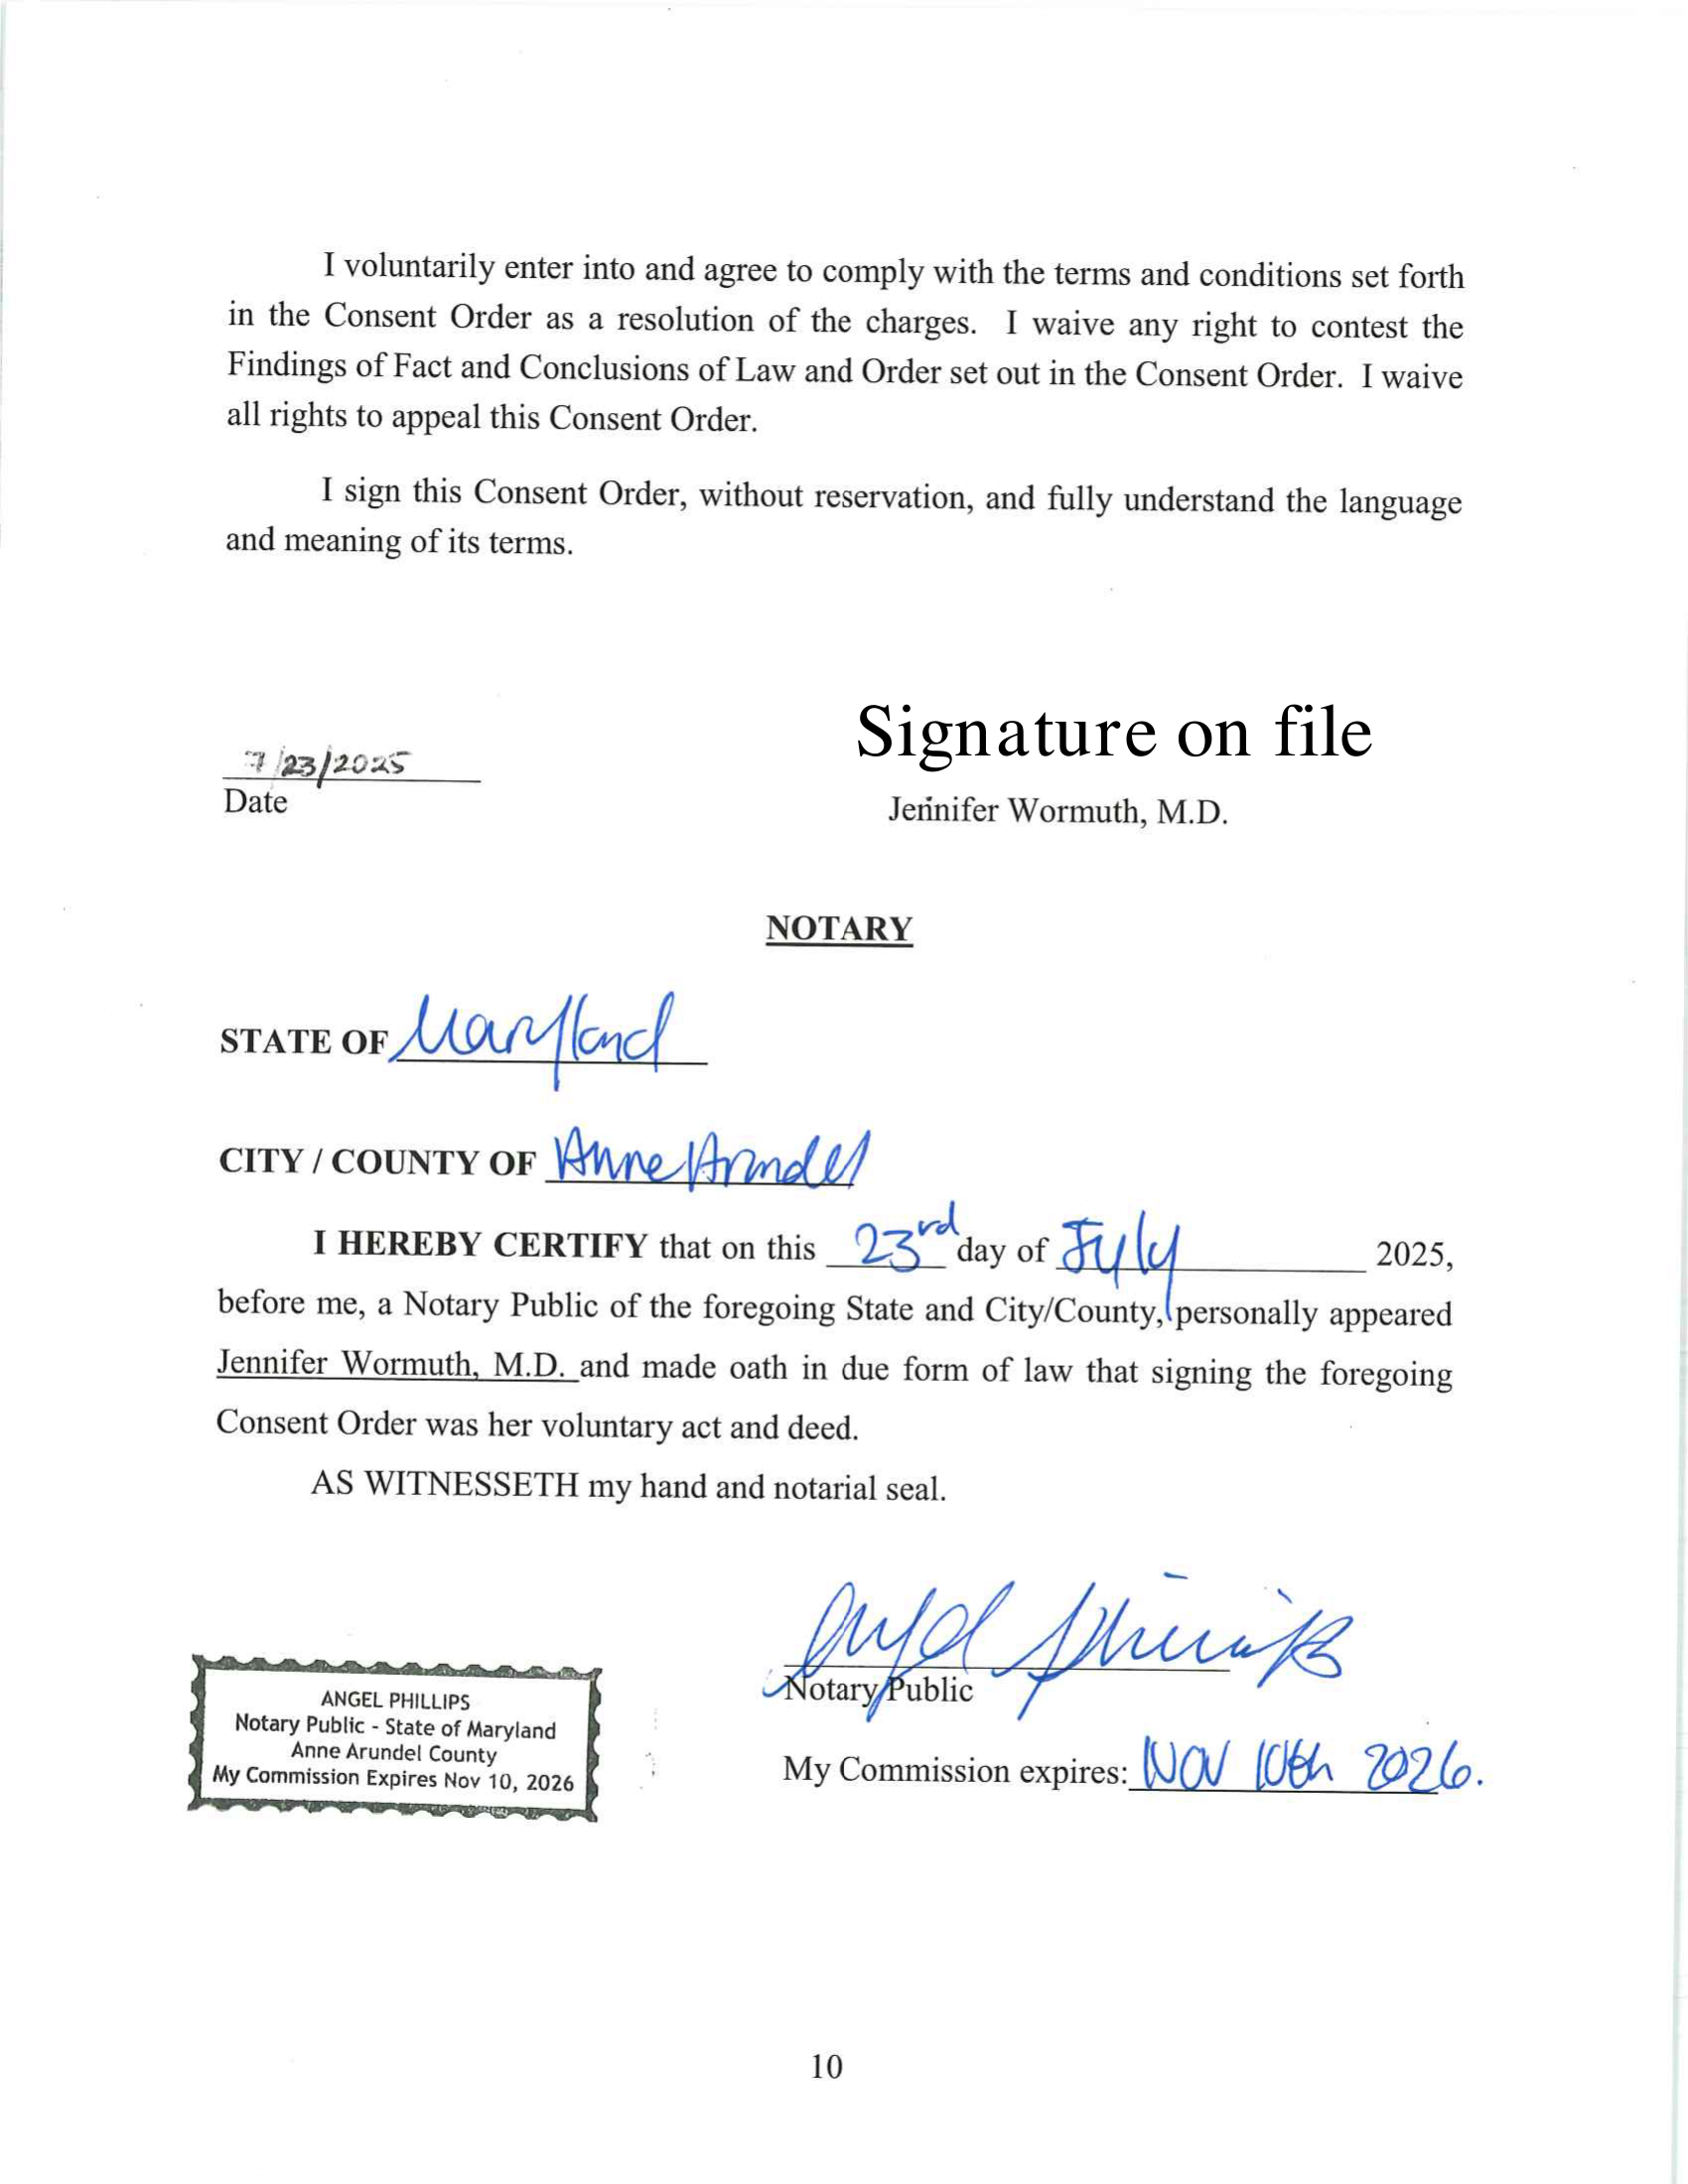 I voluntarily enter into and agree to comply with the terms and conditions set forth
in the Consent Order as a resolution of the charges. I waive any right to contest the
Findings of Fact and Conclusions of Law and Order set out in the Consent Order. I waive
all rights to appeal this Consent Order.
I sign this Consent Order, without reservation, and fully understand the language
and meaning of its terms.
Signature on file
7/23/2025
Date
Jennifer Wormuth, M.D.
NOTARY
STATE OF Maryland
CITY / COUNTY OF Anne Arundel
I HEREBY CERTIFY that on this 23rd day of July 2025,
before me, a Notary Public of the foregoing State and City/County, personally appeared
Jennifer Wormuth, M.D. and made oath in due form of law that signing the foregoing
Consent Order was her voluntary act and deed.
AS WITNESSETH my hand and notarial seal.
Notary Public
ANGEL PHILLIPS
Notary Public - State of Maryland
Anne Arundel County
My Commission Expires Nov 10, 2026
My Commission expires: NOV 10th 2026.
10